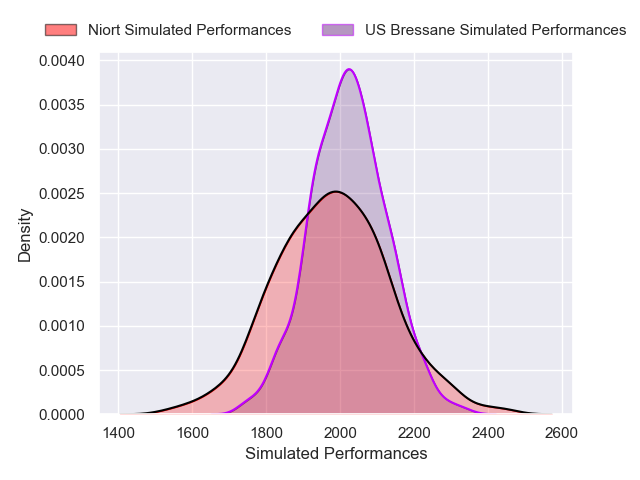 Niort Simulated Performances
US Bressane Simulated Performances
0.0040
0.0035
0.0030
0.0025
0.0020
0.0015
0.0010
0.0005
0.0000
Density
1400 1600 1800 2000 2200 2400 2600
Simulated Performances